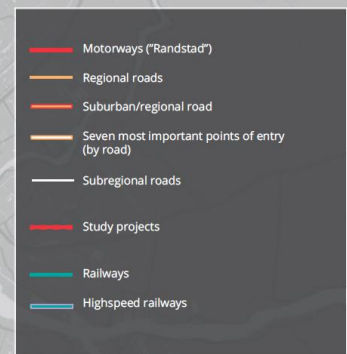 Motorways ("Randstad")
Regional roads
Suburban/regional road
Seven most important points of entry
(by road)
Subregional roads
Study projects
Railways
Highspeed railways